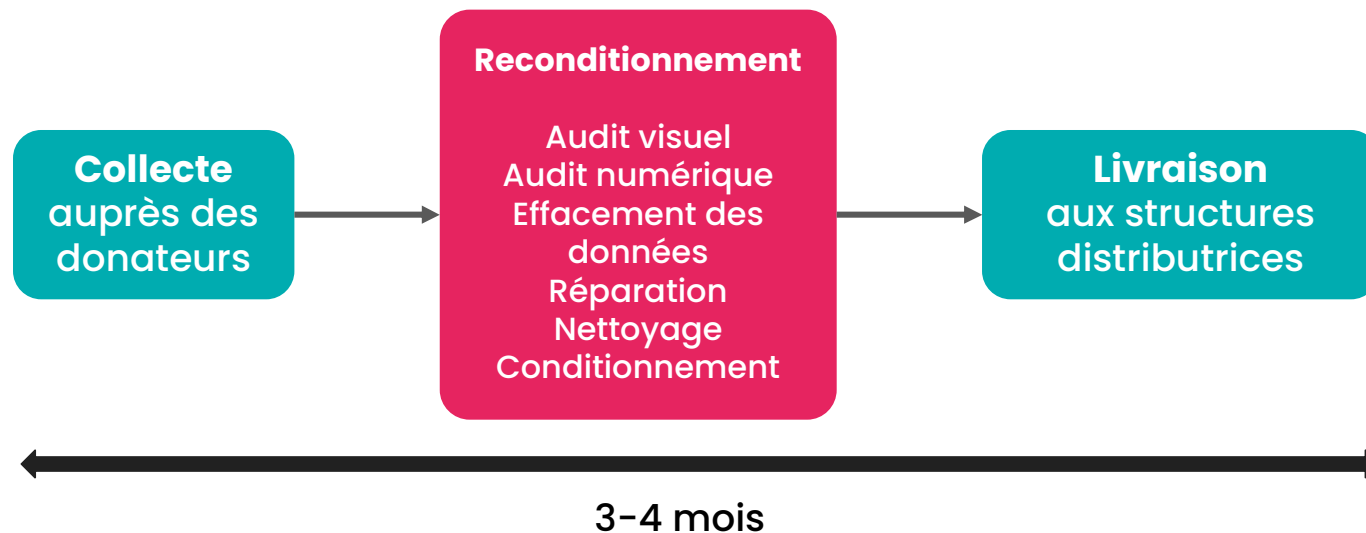 Collecte
auprès des
donateurs
Reconditionnement
Audit visuel
Audit numérique
Effacement des
données
Réparation
Nettoyage
Conditionnement
Livraison
aux structures
distributrices
3-4 mois